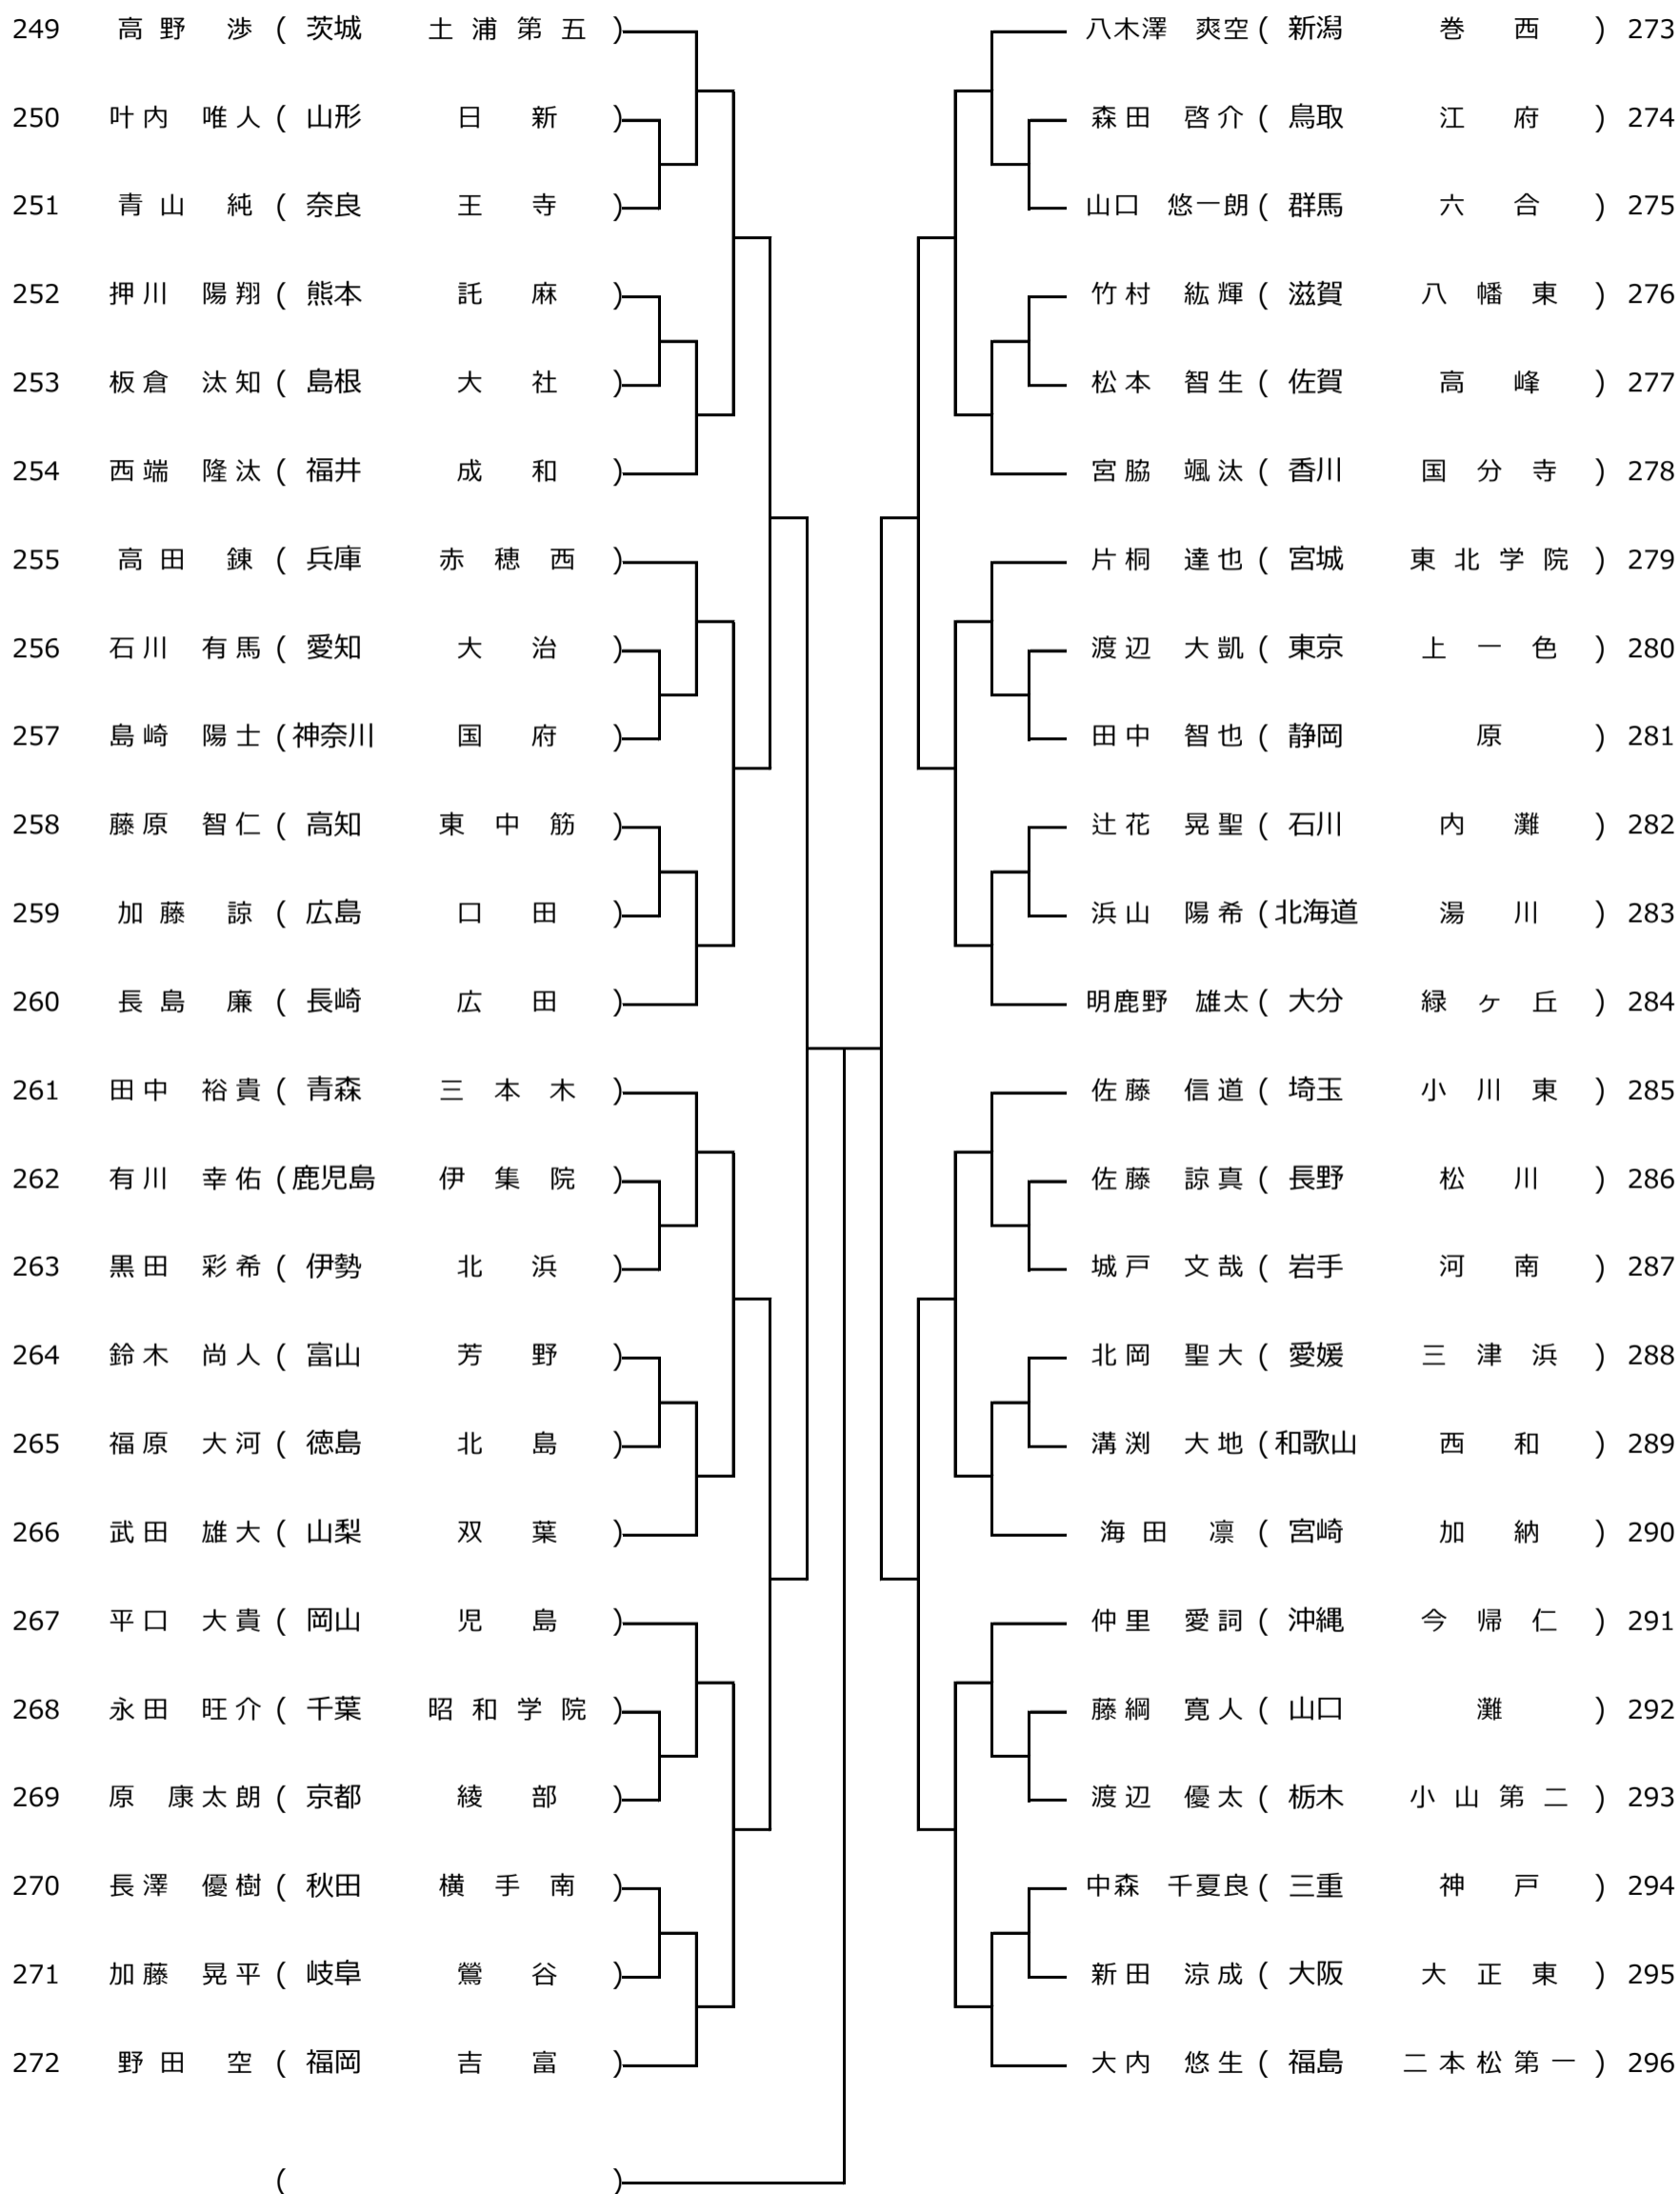 249 高野 渉 ( 茨城 土浦第五 )
250 叶内 唯人 ( 山形 日新 )
251 青山 純 ( 奈良 王寺 )
252 押川 陽翔 ( 熊本 託麻 )
253 板倉 汰知 ( 島根 大社 )
254 西端 隆汰 ( 福井 成和 )
255 高田 錬 ( 兵庫 赤穂西 )
256 石川 有馬 ( 愛知 大治 )
257 島崎 陽士 ( 神奈川 国府 )
258 藤原 智仁 ( 高知 東中筋 )
259 加藤 諒 ( 広島 口田 )
260 長島 廉 ( 長崎 広田 )
261 田中 裕貴 ( 青森 三本木 )
262 有川 幸佑 ( 鹿児島 伊集院 )
263 黒田 彩希 ( 伊勢 北浜 )
264 鈴木 尚人 ( 富山 芳野 )
265 福原 大河 ( 徳島 北島 )
266 武田 雄大 ( 山梨 双葉 )
267 平口 大貴 ( 岡山 児島 )
268 永田 旺介 ( 千葉 昭和学院 )
269 原 康太朗 ( 京都 綾部 )
270 長澤 優樹 ( 秋田 横手南 )
271 加藤 晃平 ( 岐阜 鶯谷 )
272 野田 空 ( 福岡 吉富 )
( )
八木澤 爽空 ( 新潟 巻西 ) 273
森田 啓介 ( 鳥取 江府 ) 274
山口 悠一朗 ( 群馬 六合 ) 275
竹村 紘輝 ( 滋賀 八幡東 ) 276
松本 智生 ( 佐賀 高峰 ) 277
宮脇 颯汰 ( 香川 国分寺 ) 278
片桐 達也 ( 宮城 東北学院 ) 279
渡辺 大凱 ( 東京 上一色 ) 280
田中 智也 ( 静岡 原 ) 281
辻花 晃聖 ( 石川 内灘 ) 282
浜山 陽希 ( 北海道 湯川 ) 283
明鹿野 雄太 ( 大分 緑ヶ丘 ) 284
佐藤 信道 ( 埼玉 小川東 ) 285
佐藤 諒真 ( 長野 松川 ) 286
城戸 文哉 ( 岩手 河南 ) 287
北岡 聖大 ( 愛媛 三津浜 ) 288
溝渕 大地 ( 和歌山 西和 ) 289
海田 凛 ( 宮崎 加納 ) 290
仲里 愛詞 ( 沖縄 今帰仁 ) 291
藤綱 寛人 ( 山口 灘 ) 292
渡辺 優太 ( 栃木 小山第二 ) 293
中森 千夏良 ( 三重 神戸 ) 294
新田 涼成 ( 大阪 大正東 ) 295
大内 悠生 ( 福島 二本松第一 ) 296